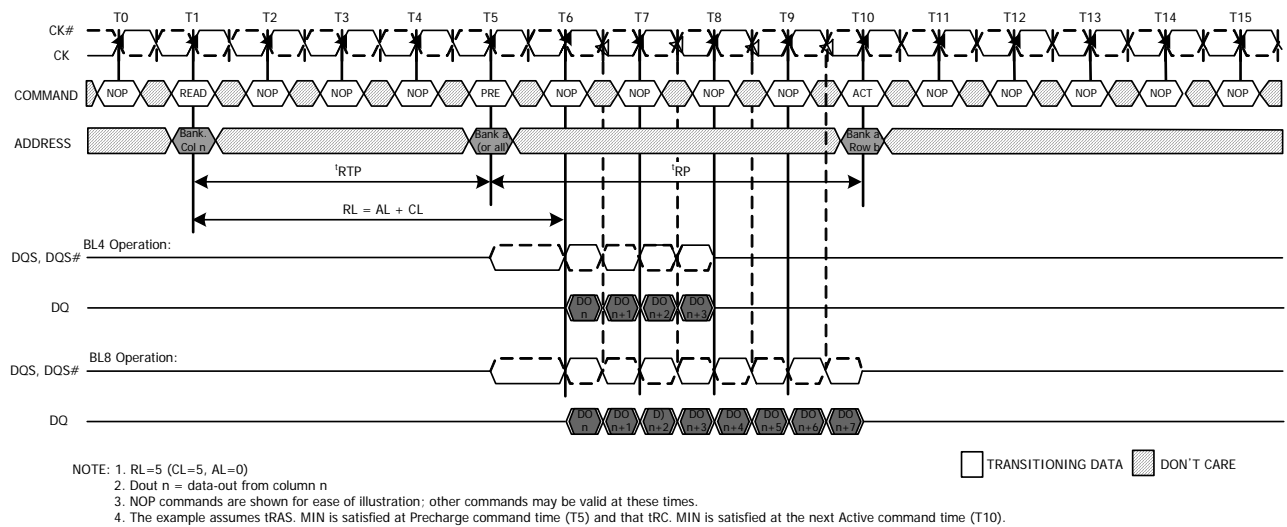 T0 T1 T2 T3 T4 T5 T6 T7 T8 T9 T10 T11 T12 T13 T14 T15
CK#
CK
COMMAND NOP READ NOP NOP NOP PRE NOP NOP NOP NOP ACT NOP NOP NOP NOP NOP
ADDRESS Bank. Col n Bank a (or all) Bank a Row b
tRTP tRP
RL = AL + CL
BL4 Operation:
DQS, DQS#
DQ DO n DO n+1 DO n+2 DO n+3
BL8 Operation:
DQS, DQS#
DQ DO n DO n+1 D) n+2 DO n+3 DO n+4 DO n+5 DO n+6 DO n+7
TRANSITIONING DATA DON'T CARE
NOTE: 1. RL=5 (CL=5, AL=0)
2. Dout n = data-out from column n
3. NOP commands are shown for ease of illustration; other commands may be valid at these times.
4. The example assumes tRAS. MIN is satisfied at Precharge command time (T5) and that tRC. MIN is satisfied at the next Active command time (T10).